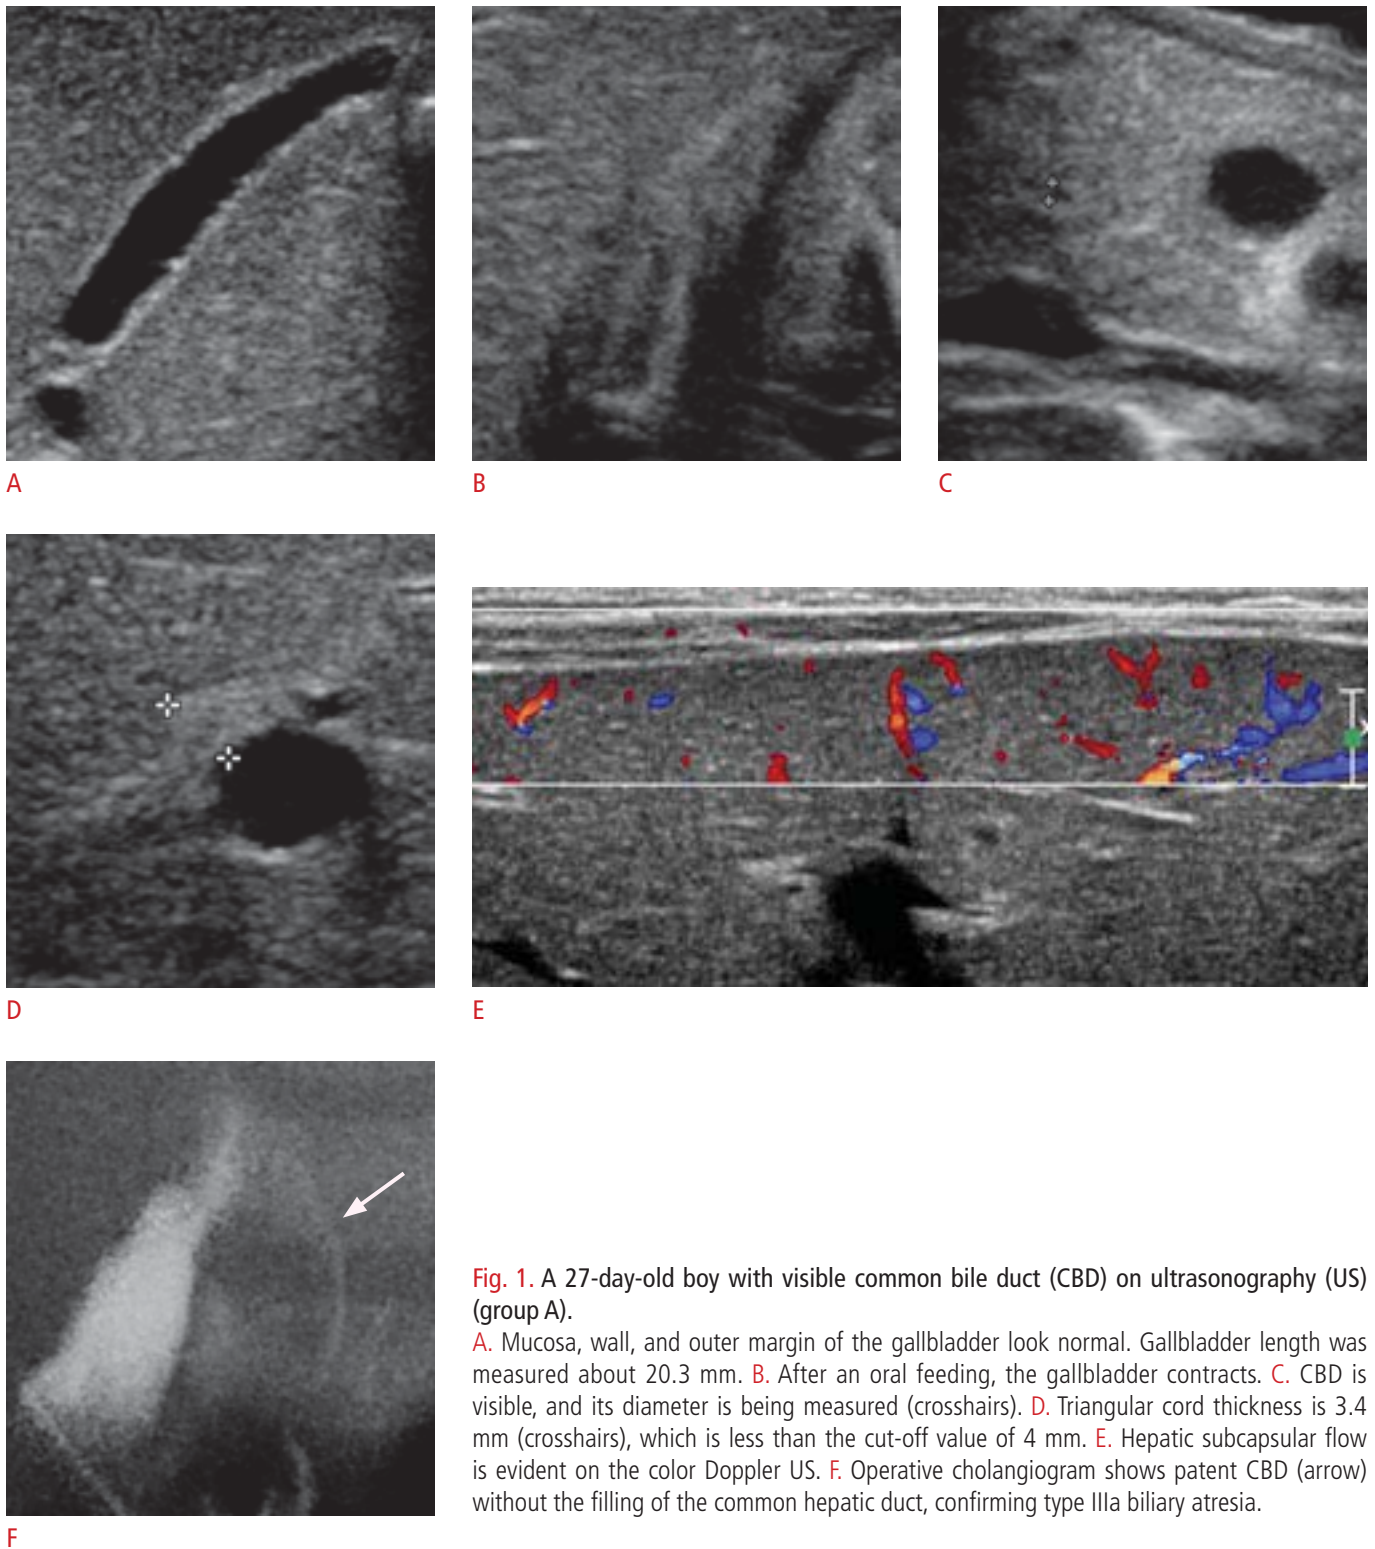 A
B
C
D
E
F
Fig. 1. A 27-day-old boy with visible common bile duct (CBD) on ultrasonography (US)
(group A).
A. Mucosa, wall, and outer margin of the gallbladder look normal. Gallbladder length was
measured about 20.3 mm. B. After an oral feeding, the gallbladder contracts. C. CBD is
visible, and its diameter is being measured (crosshairs). D. Triangular cord thickness is 3.4
mm (crosshairs), which is less than the cut-off value of 4 mm. E. Hepatic subcapsular flow
is evident on the color Doppler US. F. Operative cholangiogram shows patent CBD (arrow)
without the filling of the common hepatic duct, confirming type IIIa biliary atresia.